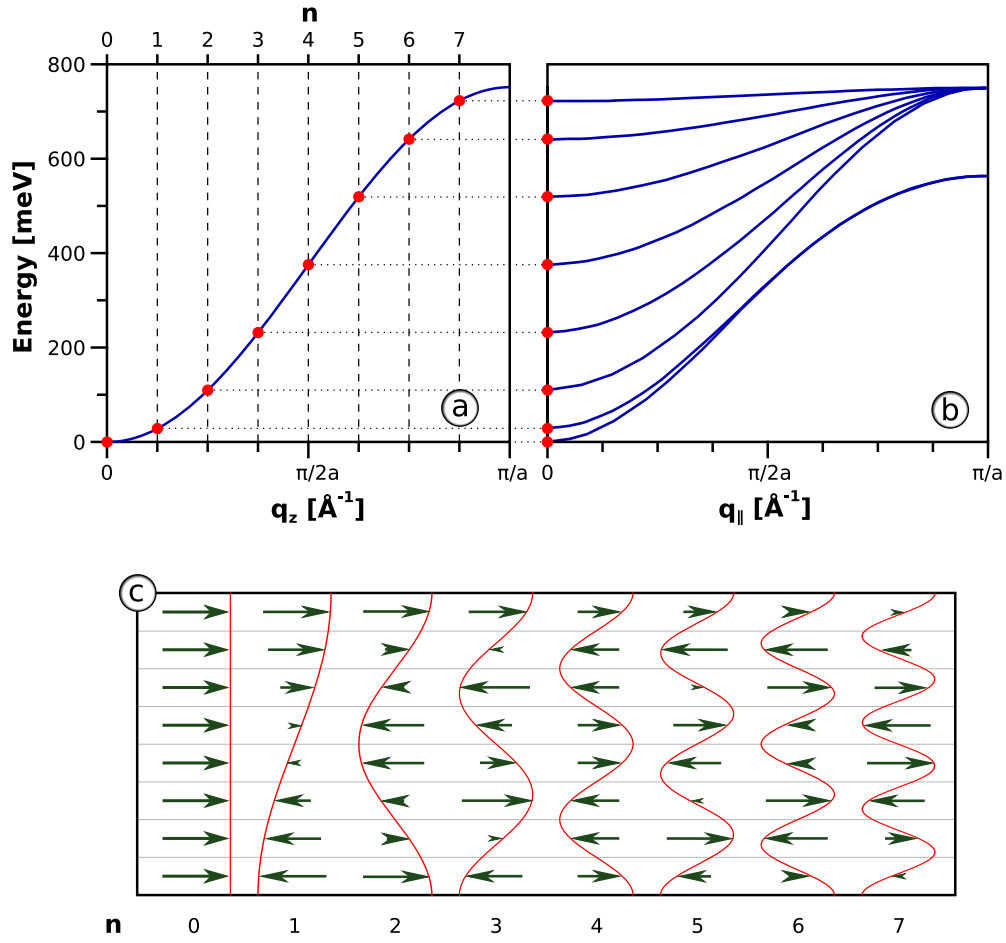 n
0 1 2 3 4 5 6 7
800
600
400
200
0
Energy [meV]
a
b
0 π/2a π/a
0 π/2a π/a
q_z [Å⁻¹]
q_∥ [Å⁻¹]
c
n 0 1 2 3 4 5 6 7